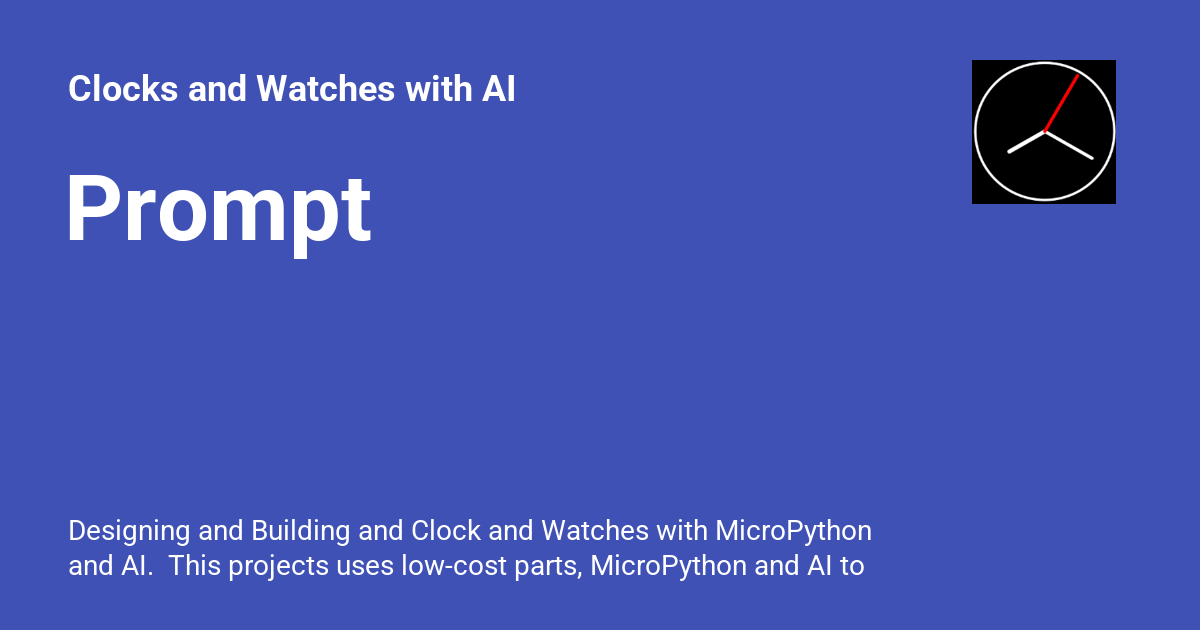 Clocks and Watches with AI
Prompt
Designing and Building and Clock and Watches with MicroPython
and AI.  This projects uses low-cost parts, MicroPython and AI to